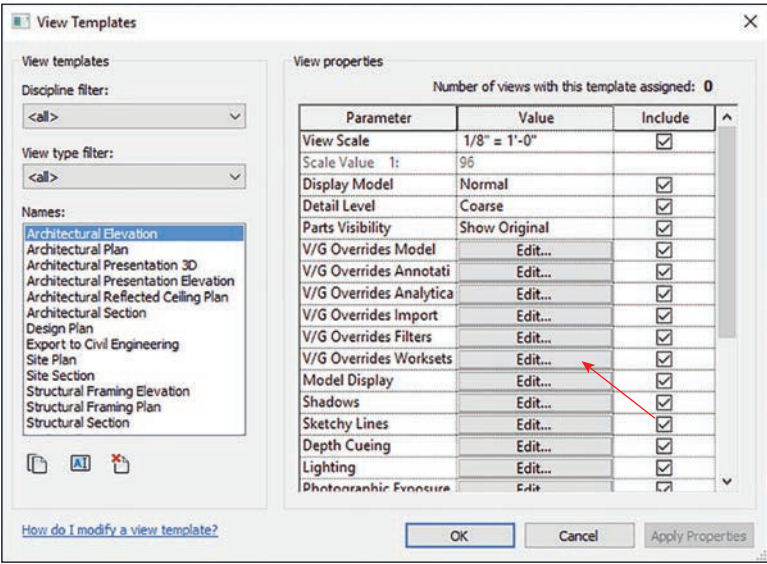 View Templates
View templates
Discipline filter:
<all>
View type filter:
<all>
Names:
Architectural Elevation
Architectural Plan
Architectural Presentation 3D
Architectural Presentation Elevation
Architectural Reflected Ceiling Plan
Architectural Section
Design Plan
Export to Civil Engineering
Site Plan
Site Section
Structural Framing Elevation
Structural Framing Plan
Structural Section
AI
How do I modify a view template?
View properties
Number of views with this template assigned: 0
Parameter Value Include
View Scale 1/8" = 1'-0"
Scale Value 1: 96
Display Model Normal
Detail Level Coarse
Parts Visibility Show Original
V/G Overrides Model Edit...
V/G Overrides Annotati Edit...
V/G Overrides Analytica Edit...
V/G Overrides Import Edit...
V/G Overrides Filters Edit...
V/G Overrides Worksets Edit...
Model Display Edit...
Shadows Edit...
Sketchy Lines Edit...
Depth Cueing Edit...
Lighting Edit...
Photographic Exposure Edit
OK Cancel Apply Properties